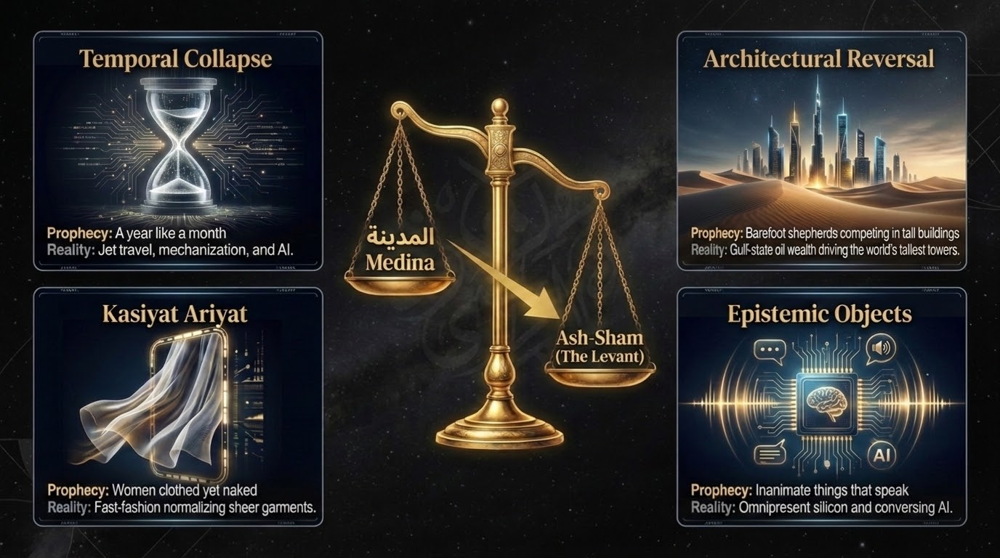 Temporal Collapse
Prophecy: A year like a month
Reality: Jet travel, mechanization, and AI.
Kasiyat Ariyat
Prophecy: Women clothed yet naked
Reality: Fast-fashion normalizing sheer garments.
المدينة
Medina
Ash-Sham
(The Levant)
Architectural Reversal
Prophecy: Barefoot shepherds competing in tall buildings
Reality: Gulf-state oil wealth driving the world's tallest towers.
Epistemic Objects
AI
Prophecy: Inanimate things that speak
Reality: Omnipresent silicon and conversing AI.